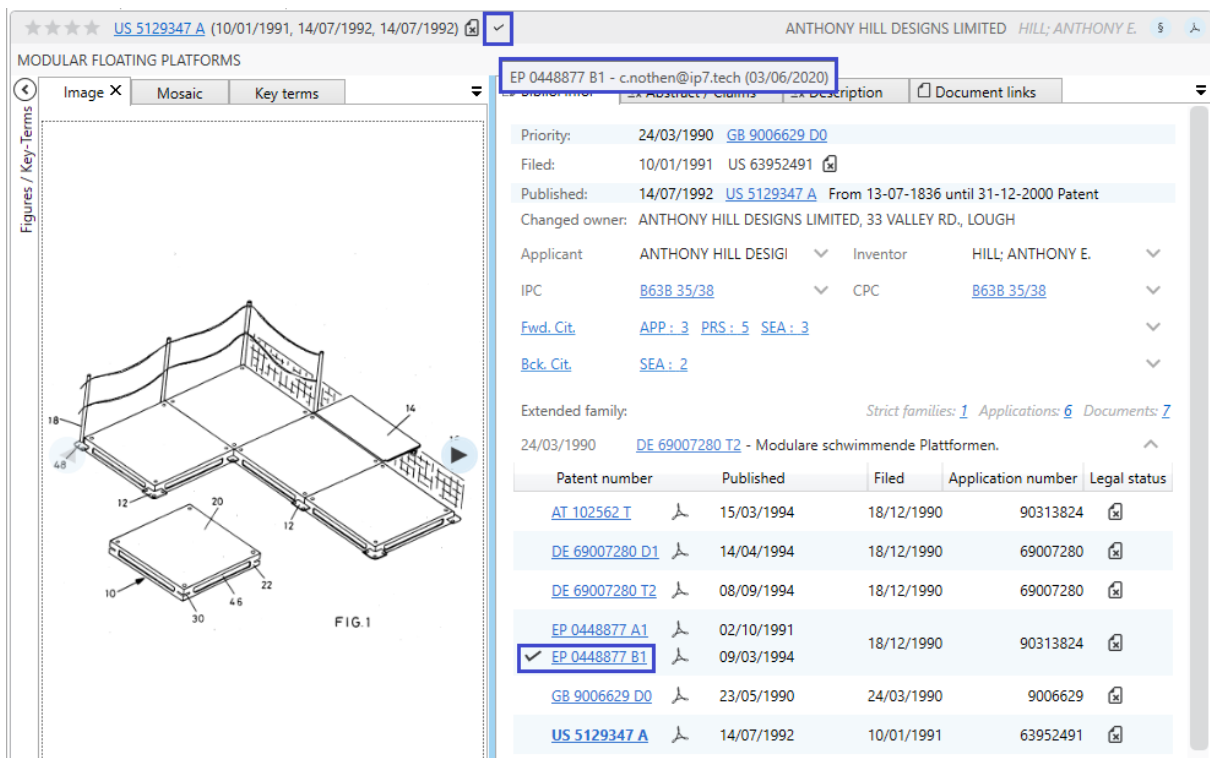 US 5129347 A (10/01/1991, 14/07/1992, 14/07/1992) ANTHONY HILL DESIGNS LIMITED HILL; ANTHONY E. §
MODULAR FLOATING PLATFORMS
EP 0448877 B1 - c.nothen@ip7.tech (03/06/2020)
Image X Mosaic Key terms
Description Document links
Figures / Key-Terms
Priority: 24/03/1990 GB 9006629 D0
Filed: 10/01/1991 US 63952491
Published: 14/07/1992 US 5129347 A From 13-07-1836 until 31-12-2000 Patent
Changed owner: ANTHONY HILL DESIGNS LIMITED, 33 VALLEY RD., LOUGH
Applicant ANTHONY HILL DESIGI Inventor HILL; ANTHONY E.
IPC B63B 35/38 CPC B63B 35/38
Fwd. Cit. APP : 3 PRS : 5 SEA : 3
Bck. Cit. SEA : 2
Extended family: Strict families: 1 Applications: 6 Documents: 7
24/03/1990 DE 69007280 T2 - Modulare schwimmende Plattformen.
Patent number Published Filed Application number Legal status
AT 102562 T 15/03/1994 18/12/1990 90313824
DE 69007280 D1 14/04/1994 18/12/1990 69007280
DE 69007280 T2 08/09/1994 18/12/1990 69007280
EP 0448877 A1 02/10/1991
18/12/1990 90313824
EP 0448877 B1 09/03/1994
GB 9006629 D0 23/05/1990 24/03/1990 9006629
US 5129347 A 14/07/1992 10/01/1991 63952491
14
18
48
12
20
12
10
22
46
30
FIG.1